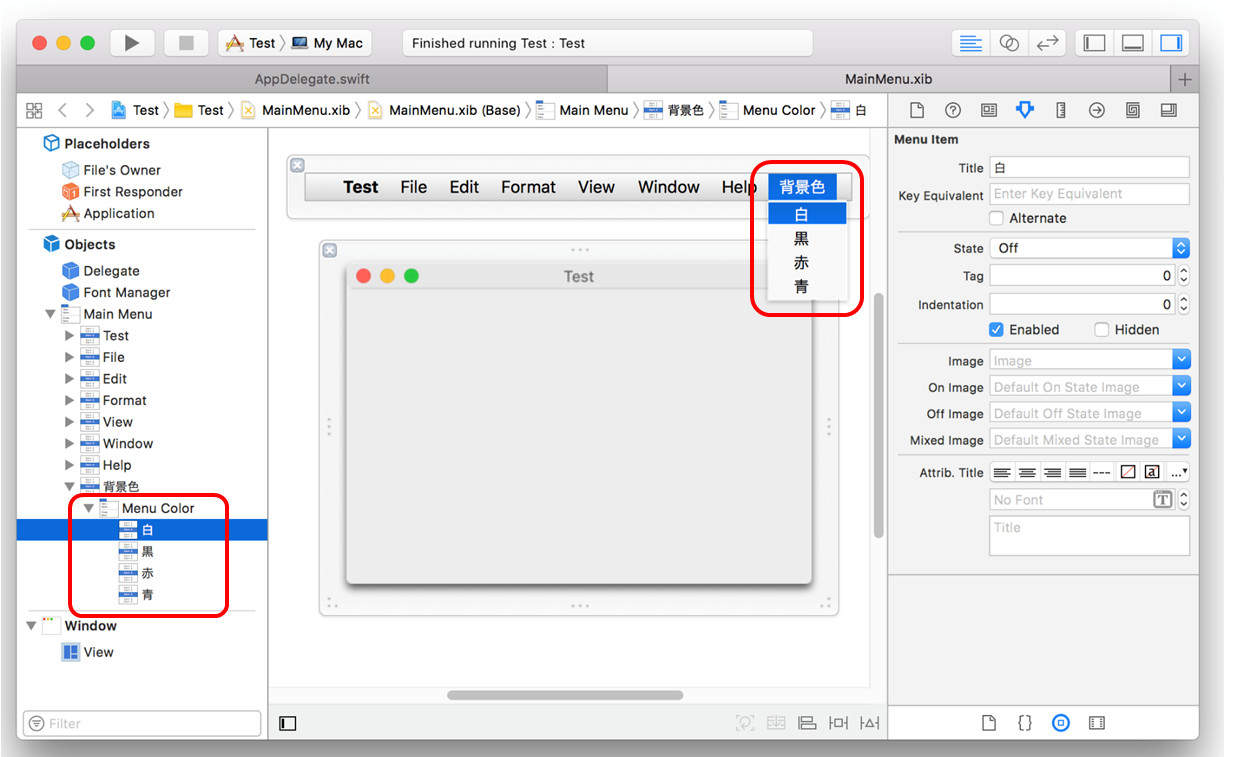 Test 〉 My Mac
Finished running Test : Test
AppDelegate.swift
MainMenu.xib
Test 〉 Test 〉 MainMenu.xib 〉 MainMenu.xib (Base) 〉 Main Menu 〉 背景色 〉 Menu Color 〉 白
Placeholders
File's Owner
First Responder
Application
Objects
Delegate
Font Manager
Main Menu
Test
File
Edit
Format
View
Window
Help
背景色
Menu Color
白
黒
赤
青
Window
View
Filter
Test File Edit Format View Window Help 背景色
白
黒
赤
青
Test
Menu Item
Title 白
Key Equivalent Enter Key Equivalent
Alternate
State Off
Tag 0
Indentation 0
Enabled Hidden
Image Image
On Image Default On State Image
Off Image Default Off State Image
Mixed Image Default Mixed State Image
Attrib. Title a ...
No Font T
Title